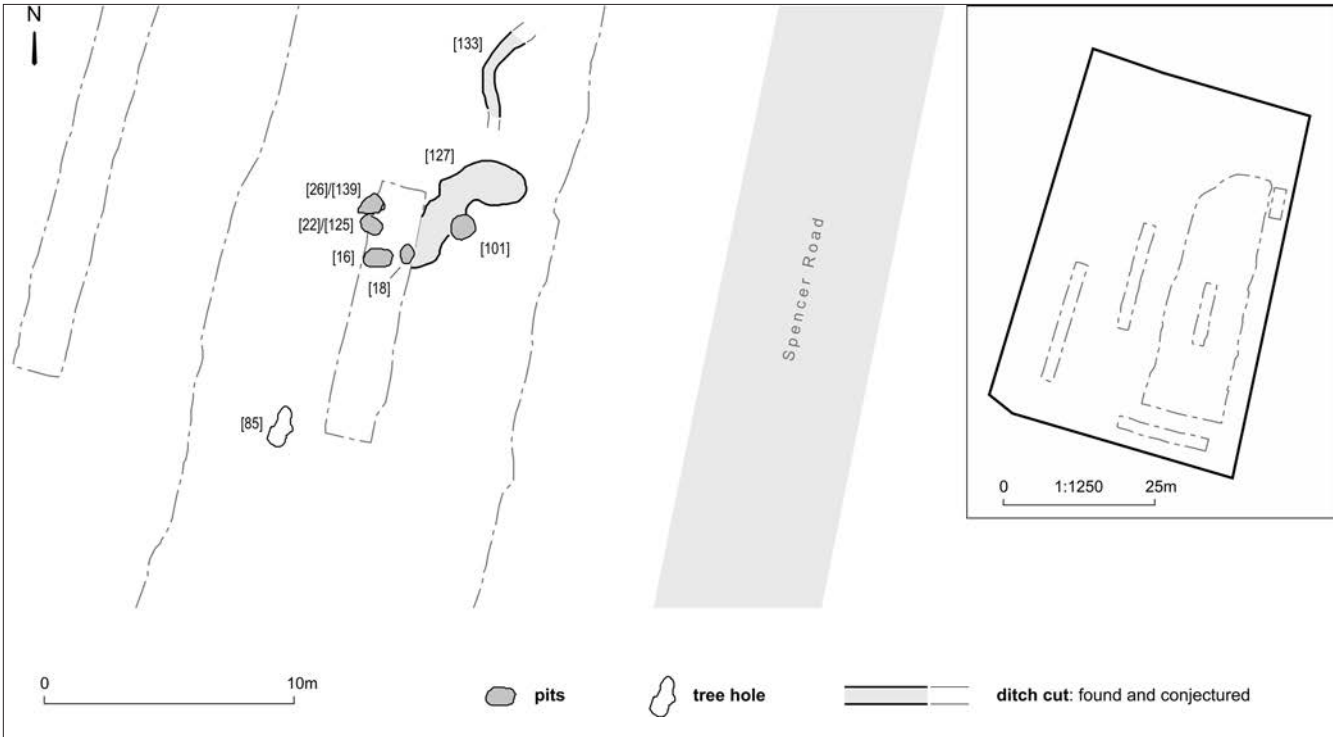 N
[133]
[127]
[26]/[139]
[22]/[125]
[101]
[16]
[18]
[85]
Spencer Road
0 1:1250 25m
0 10m
pits
tree hole
ditch cut: found and conjectured